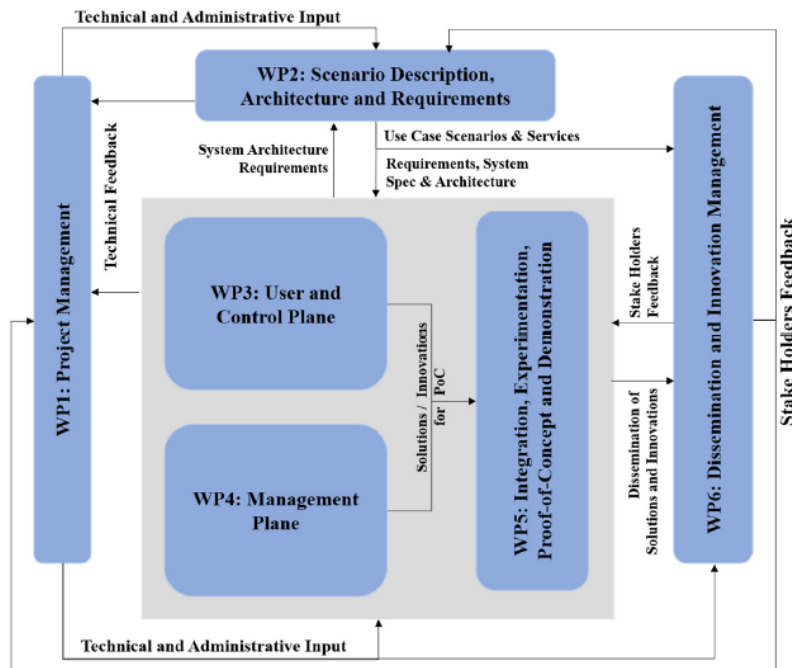 Technical and Administrative Input
WP2: Scenario Description,
Architecture and Requirements
System Architecture
Requirements
Use Case Scenarios & Services
Requirements, System
Spec & Architecture
WP1: Project Management
Technical Feedback
WP3: User and
Control Plane
WP4: Management
Plane
Solutions / Innovations
for PoC
WP5: Integration, Experimentation,
Proof-of-Concept and Demonstration
Stake Holders
Feedback
Dissemination of
Solutions and Innovations
WP6: Dissemination and Innovation Management
Stake Holders Feedback
Technical and Administrative Input